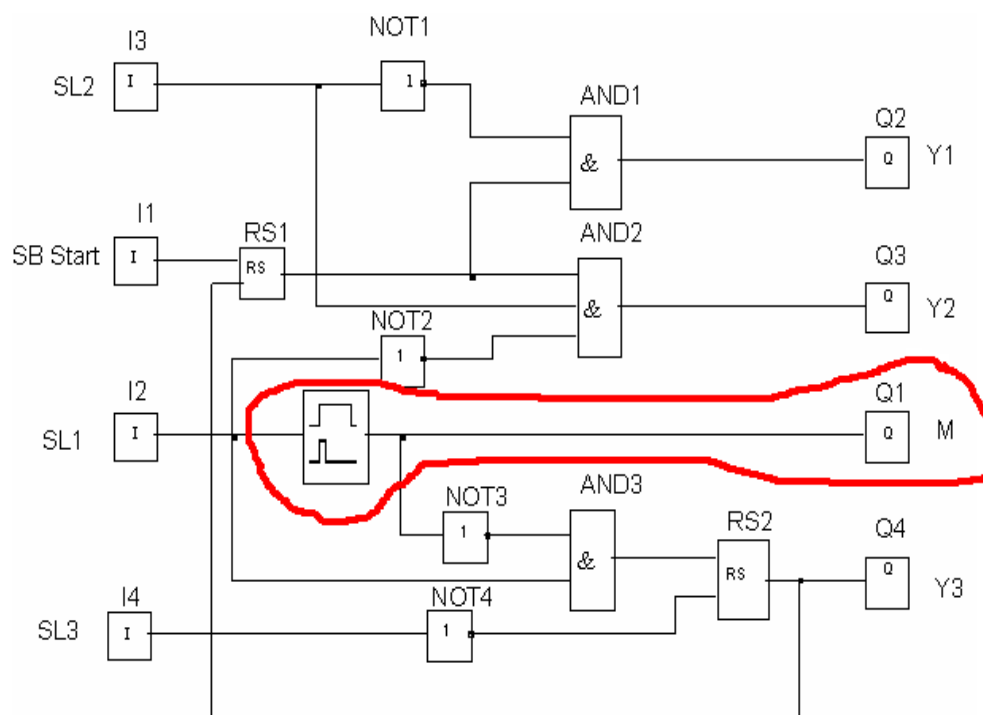 I3
NOT1
SL2
I
1
AND1
&
Q2
Q
Y1
I1
SB Start
I
RS1
RS
AND2
&
Q3
Q
Y2
NOT2
1
I2
SL1
I
Q1
Q
M
NOT3
1
AND3
&
RS2
RS
Q4
Q
Y3
I4
SL3
I
NOT4
1